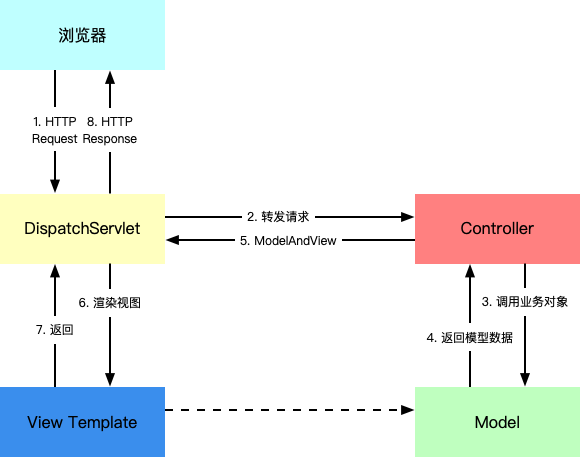 浏览器
1. HTTP
Request
8. HTTP
Response
DispatchServlet
2. 转发请求
5. ModelAndView
Controller
6. 渲染视图
7. 返回
3. 调用业务对象
4. 返回模型数据
View Template
Model